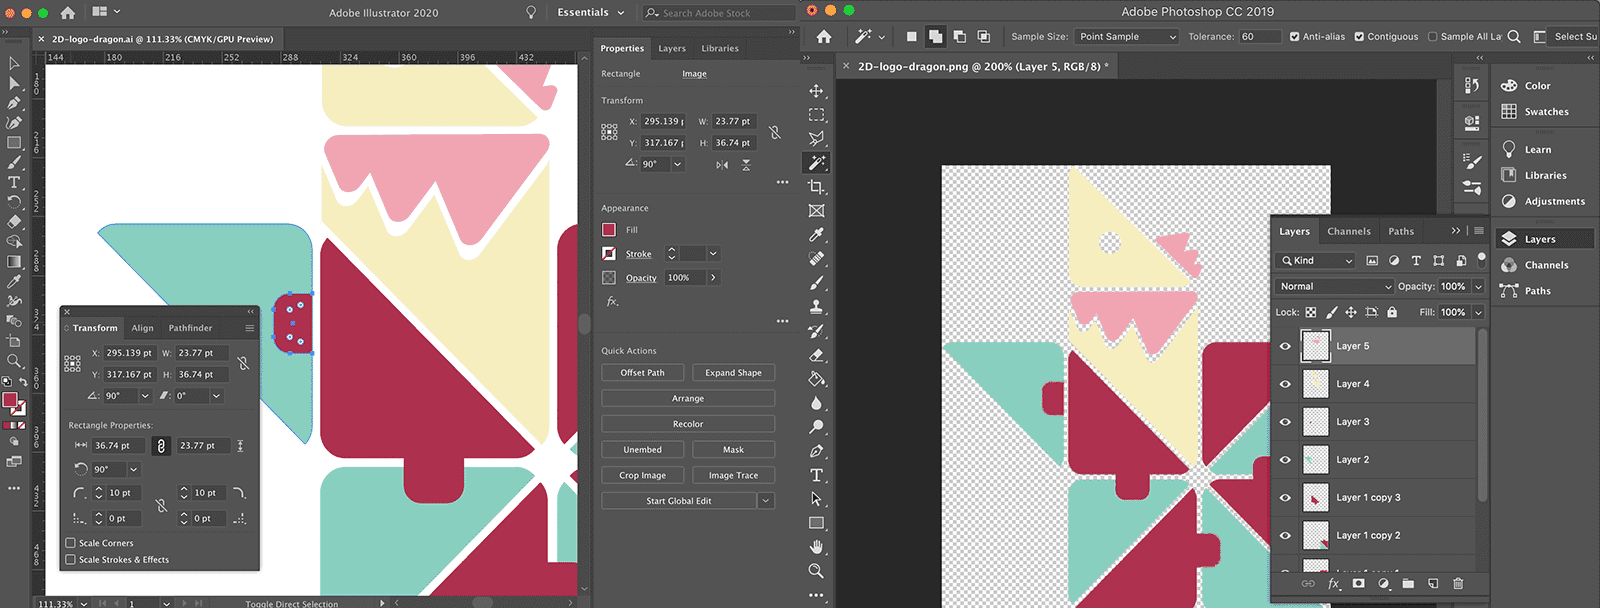 Adobe Illustrator 2020
Essentials
Search Adobe Stock
2D-logo-dragon.ai @ 111.33% (CMYK/GPU Preview)
144 180 216 252 288 324 360 396 432
180
216
252
288
324
360
396
432
468
Properties Layers Libraries
Rectangle Image
Transform
X: 295.139 W: 23.77 pt
Y: 317.167 H: 36.74 pt
90°
Appearance
Fill
Stroke
Opacity 100%
fx.
Quick Actions
Offset Path Expand Shape
Arrange
Recolor
Unembed Mask
Crop Image Image Trace
Start Global Edit
Transform Align Pathfinder
X: 295.139 pt W: 23.77 pt
Y: 317.167 pt H: 36.74 pt
90° 0°
Rectangle Properties:
36.74 pt 23.77 pt
90°
10 pt 10 pt
0 pt 0 pt
Scale Corners
Scale Strokes & Effects
111.33% 1 Toggle Direct Selection
Adobe Photoshop CC 2019
Sample Size: Point Sample Tolerance: 60 Anti-alias Contiguous Sample All La Select Su
2D-logo-dragon.png @ 200% (Layer 5, RGB/8) *
Color
Swatches
Learn
Libraries
Adjustments
Layers
Channels
Paths
Layers Channels Paths
Kind
Normal Opacity: 100%
Lock: Fill: 100%
Layer 5
Layer 4
Layer 3
Layer 2
Layer 1 copy 3
Layer 1 copy 2
fx